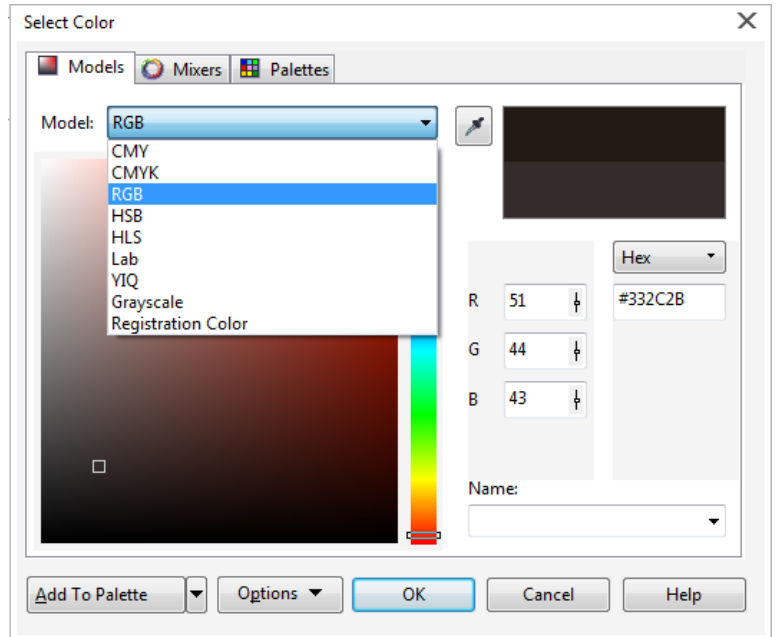 Select Color
Models Mixers Palettes
Model: RGB
CMY
CMYK
RGB
HSB
HLS
Lab
YIQ
Grayscale
Registration Color
Hex
R 51 #332C2B
G 44
B 43
Name:
Add To Palette Options OK Cancel Help